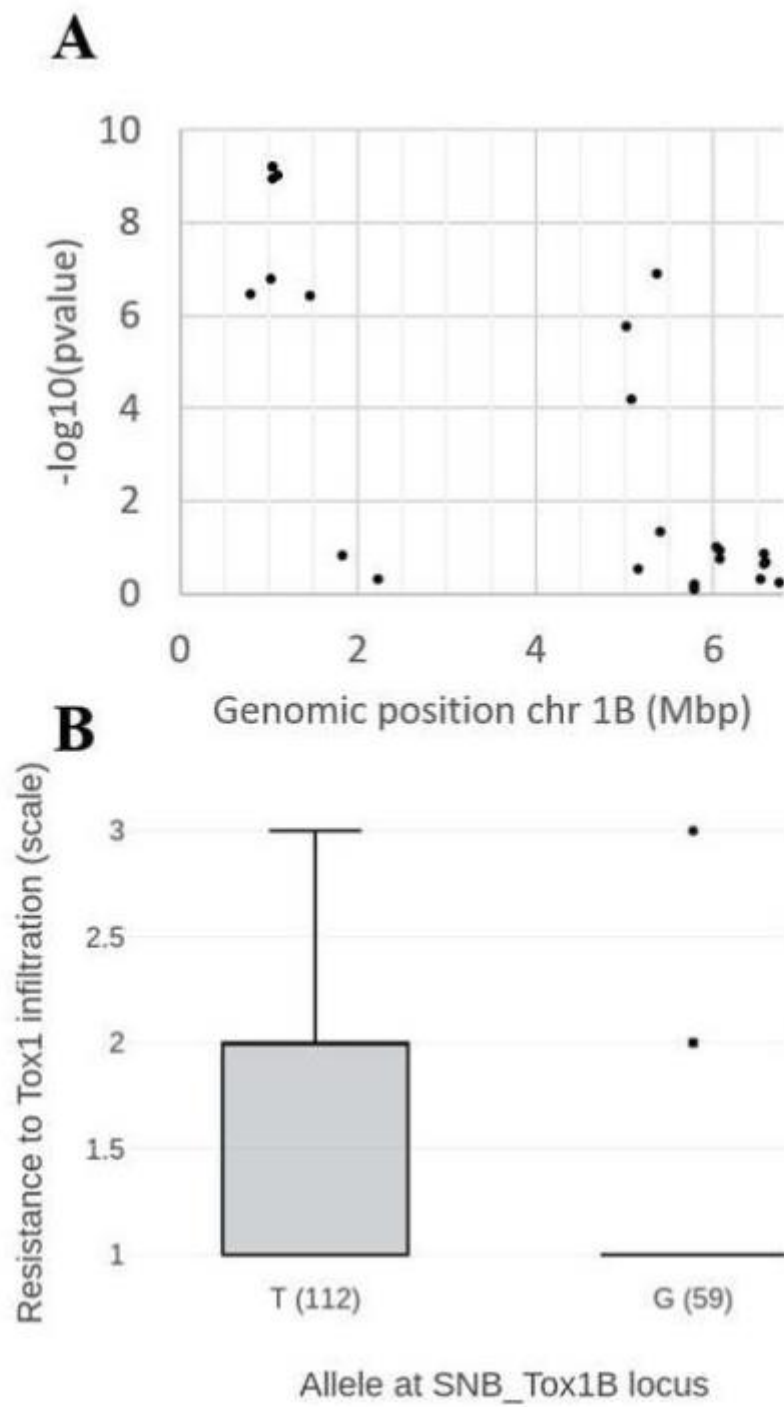 A
10
8
6
4
2
0
-log10(pvalue)
0 2 4 6
Genomic position chr 1B (Mbp)
B
Resistance to Tox1 infiltration (scale)
3
2.5
2
1.5
1
T (112) G (59)
Allele at SNB_Tox1B locus